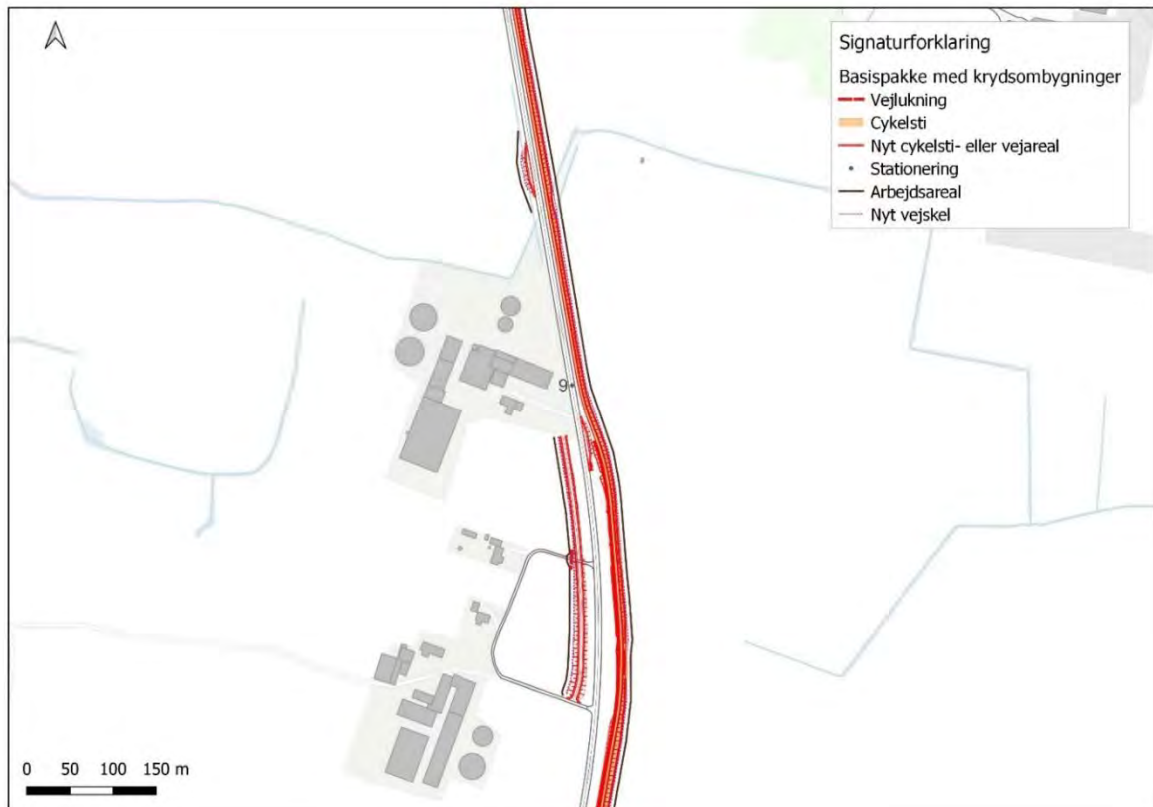 Signaturforklaring
Basispakke med krydsombygninger
Vejlukning
Cykelsti
Nyt cykelsti- eller vejareal
Stationering
Arbejdsareal
Nyt vejskel
9
0 50 100 150 m